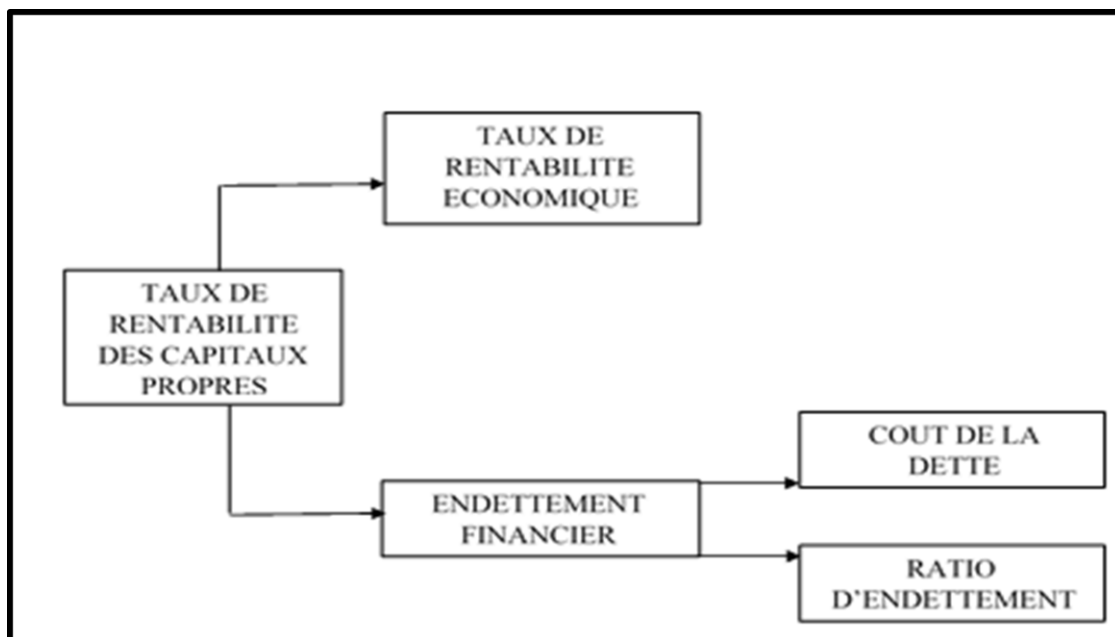 TAUX DE
RENTABILITE
ECONOMIQUE
TAUX DE
RENTABILITE
DES CAPITAUX
PROPRES
COUT DE LA
DETTE
ENDETTEMENT
FINANCIER
RATIO
D'ENDETTEMENT